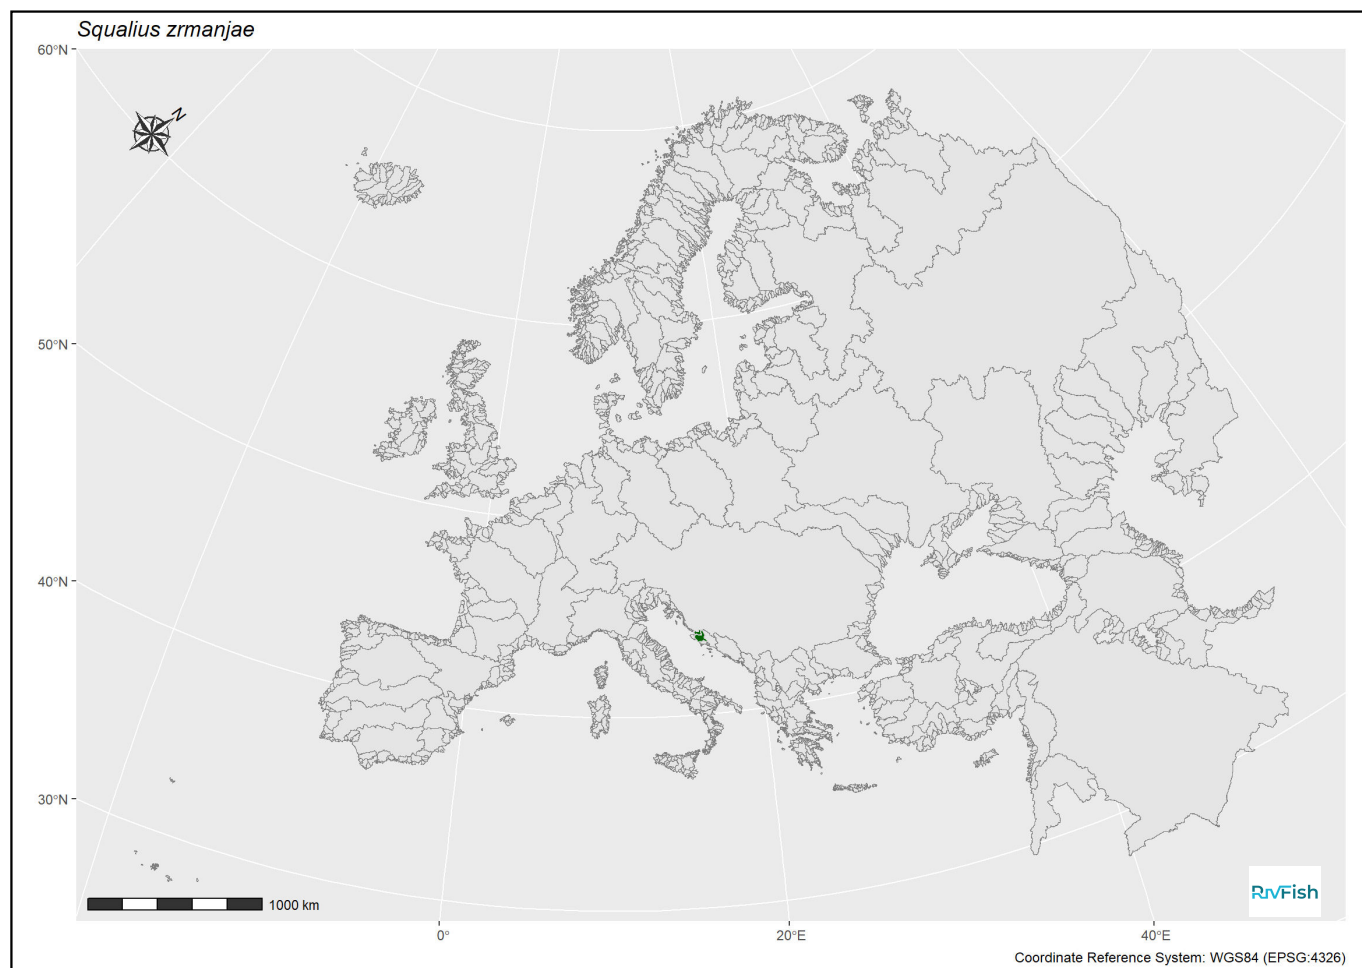 Squalius zrmanjae
60°N
N
50°N
40°N
30°N
1000 km
RivFish
0°
20°E
40°E
Coordinate Reference System: WGS84 (EPSG:4326)